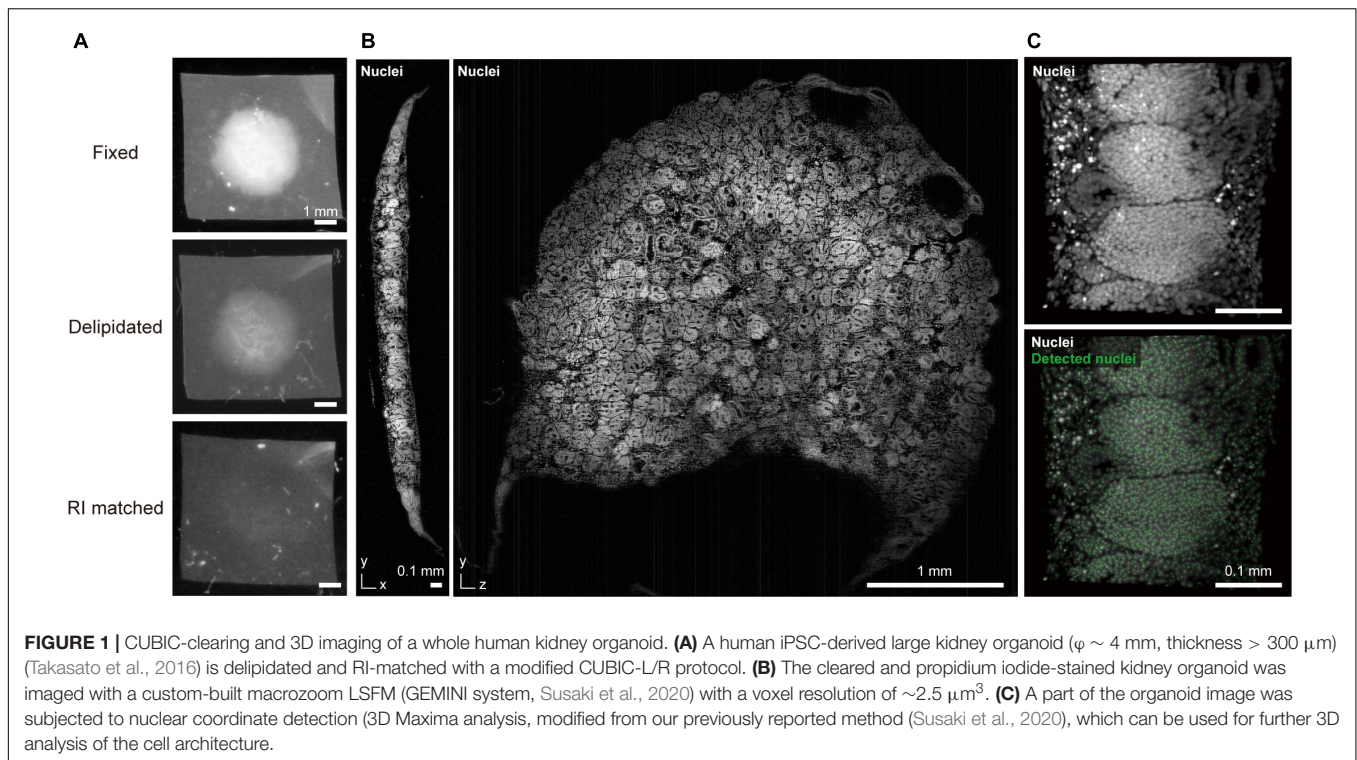 A
B
C
Fixed
1 mm
Delipidated
RI matched
Nuclei
y
x
0.1 mm
Nuclei
y
z
1 mm
Nuclei
Nuclei
Detected nuclei
0.1 mm
FIGURE 1 | CUBIC-clearing and 3D imaging of a whole human kidney organoid. (A) A human iPSC-derived large kidney organoid (φ ∼ 4 mm, thickness > 300 μm)
(Takasato et al., 2016) is delipidated and RI-matched with a modified CUBIC-L/R protocol. (B) The cleared and propidium iodide-stained kidney organoid was
imaged with a custom-built macrozoom LSFM (GEMINI system, Susaki et al., 2020) with a voxel resolution of ∼2.5 μm³. (C) A part of the organoid image was
subjected to nuclear coordinate detection (3D Maxima analysis, modified from our previously reported method (Susaki et al., 2020), which can be used for further 3D
analysis of the cell architecture.